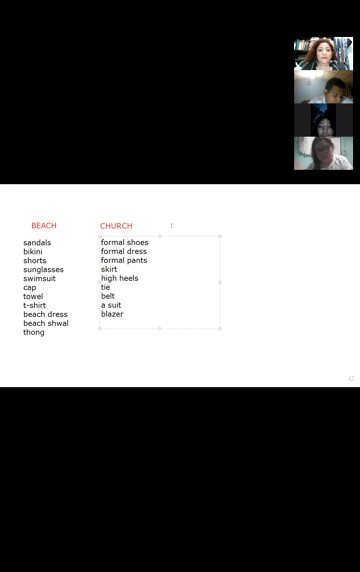 BEACH
sandals
bikini
shorts
sunglasses
swimsuit
cap
towel
t-shirt
beach dress
beach shwal
thong
CHURCH
formal shoes
formal dress
formal pants
skirt
high heels
tie
belt
a suit
blazer